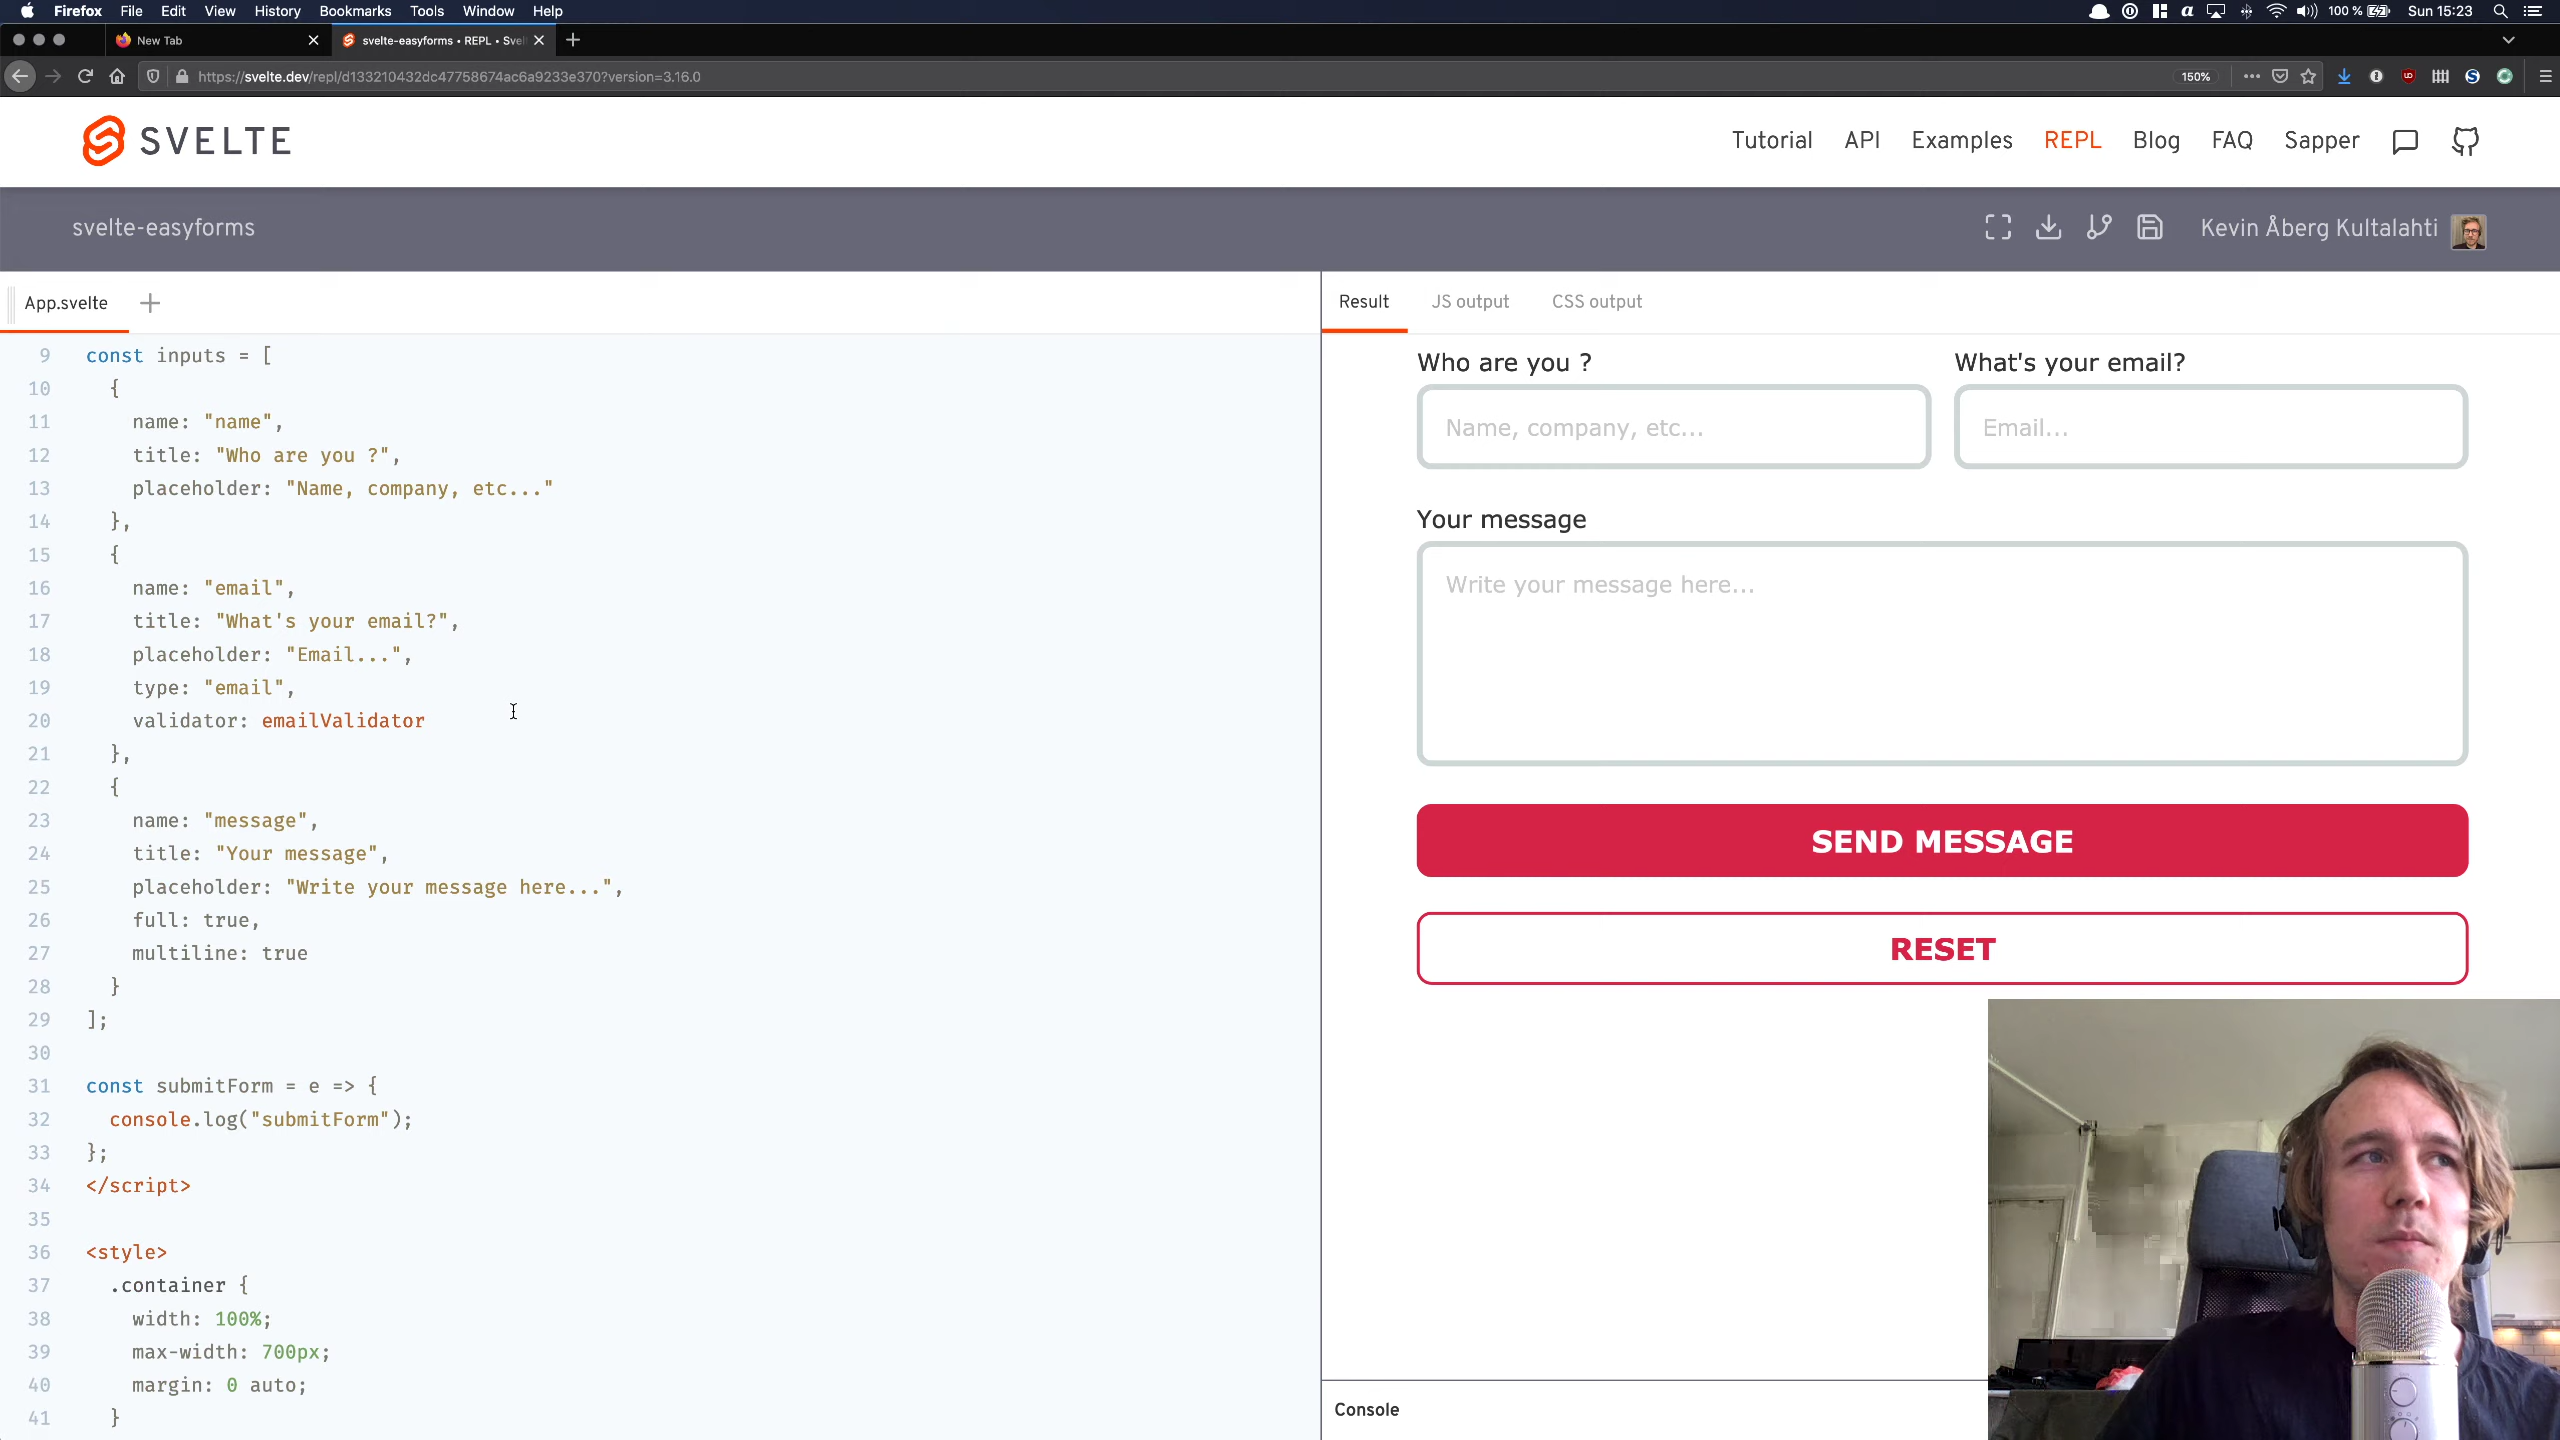 Firefox File Edit View History Bookmarks Tools Window Help
100 % Sun 15:23
New Tab
svelte-easyforms • REPL • Svel
https://svelte.dev/repl/d133210432dc47758674ac6a9233e370?version=3.16.0
150%
SVELTE
Tutorial API Examples REPL Blog FAQ Sapper
svelte-easyforms
Kevin Åberg Kultalahti
App.svelte
9 const inputs = [
10 {
11 name: "name",
12 title: "Who are you ?",
13 placeholder: "Name, company, etc..."
14 },
15 {
16 name: "email",
17 title: "What's your email?",
18 placeholder: "Email...",
19 type: "email",
20 validator: emailValidator
21 },
22 {
23 name: "message",
24 title: "Your message",
25 placeholder: "Write your message here...",
26 full: true,
27 multiline: true
28 }
29 ];
30
31 const submitForm = e => {
32 console.log("submitForm");
33 };
34 </script>
35
36 <style>
37 .container {
38 width: 100%;
39 max-width: 700px;
40 margin: 0 auto;
41 }
Result JS output CSS output
Who are you ?
What's your email?
Name, company, etc...
Email...
Your message
Write your message here...
SEND MESSAGE
RESET
Console